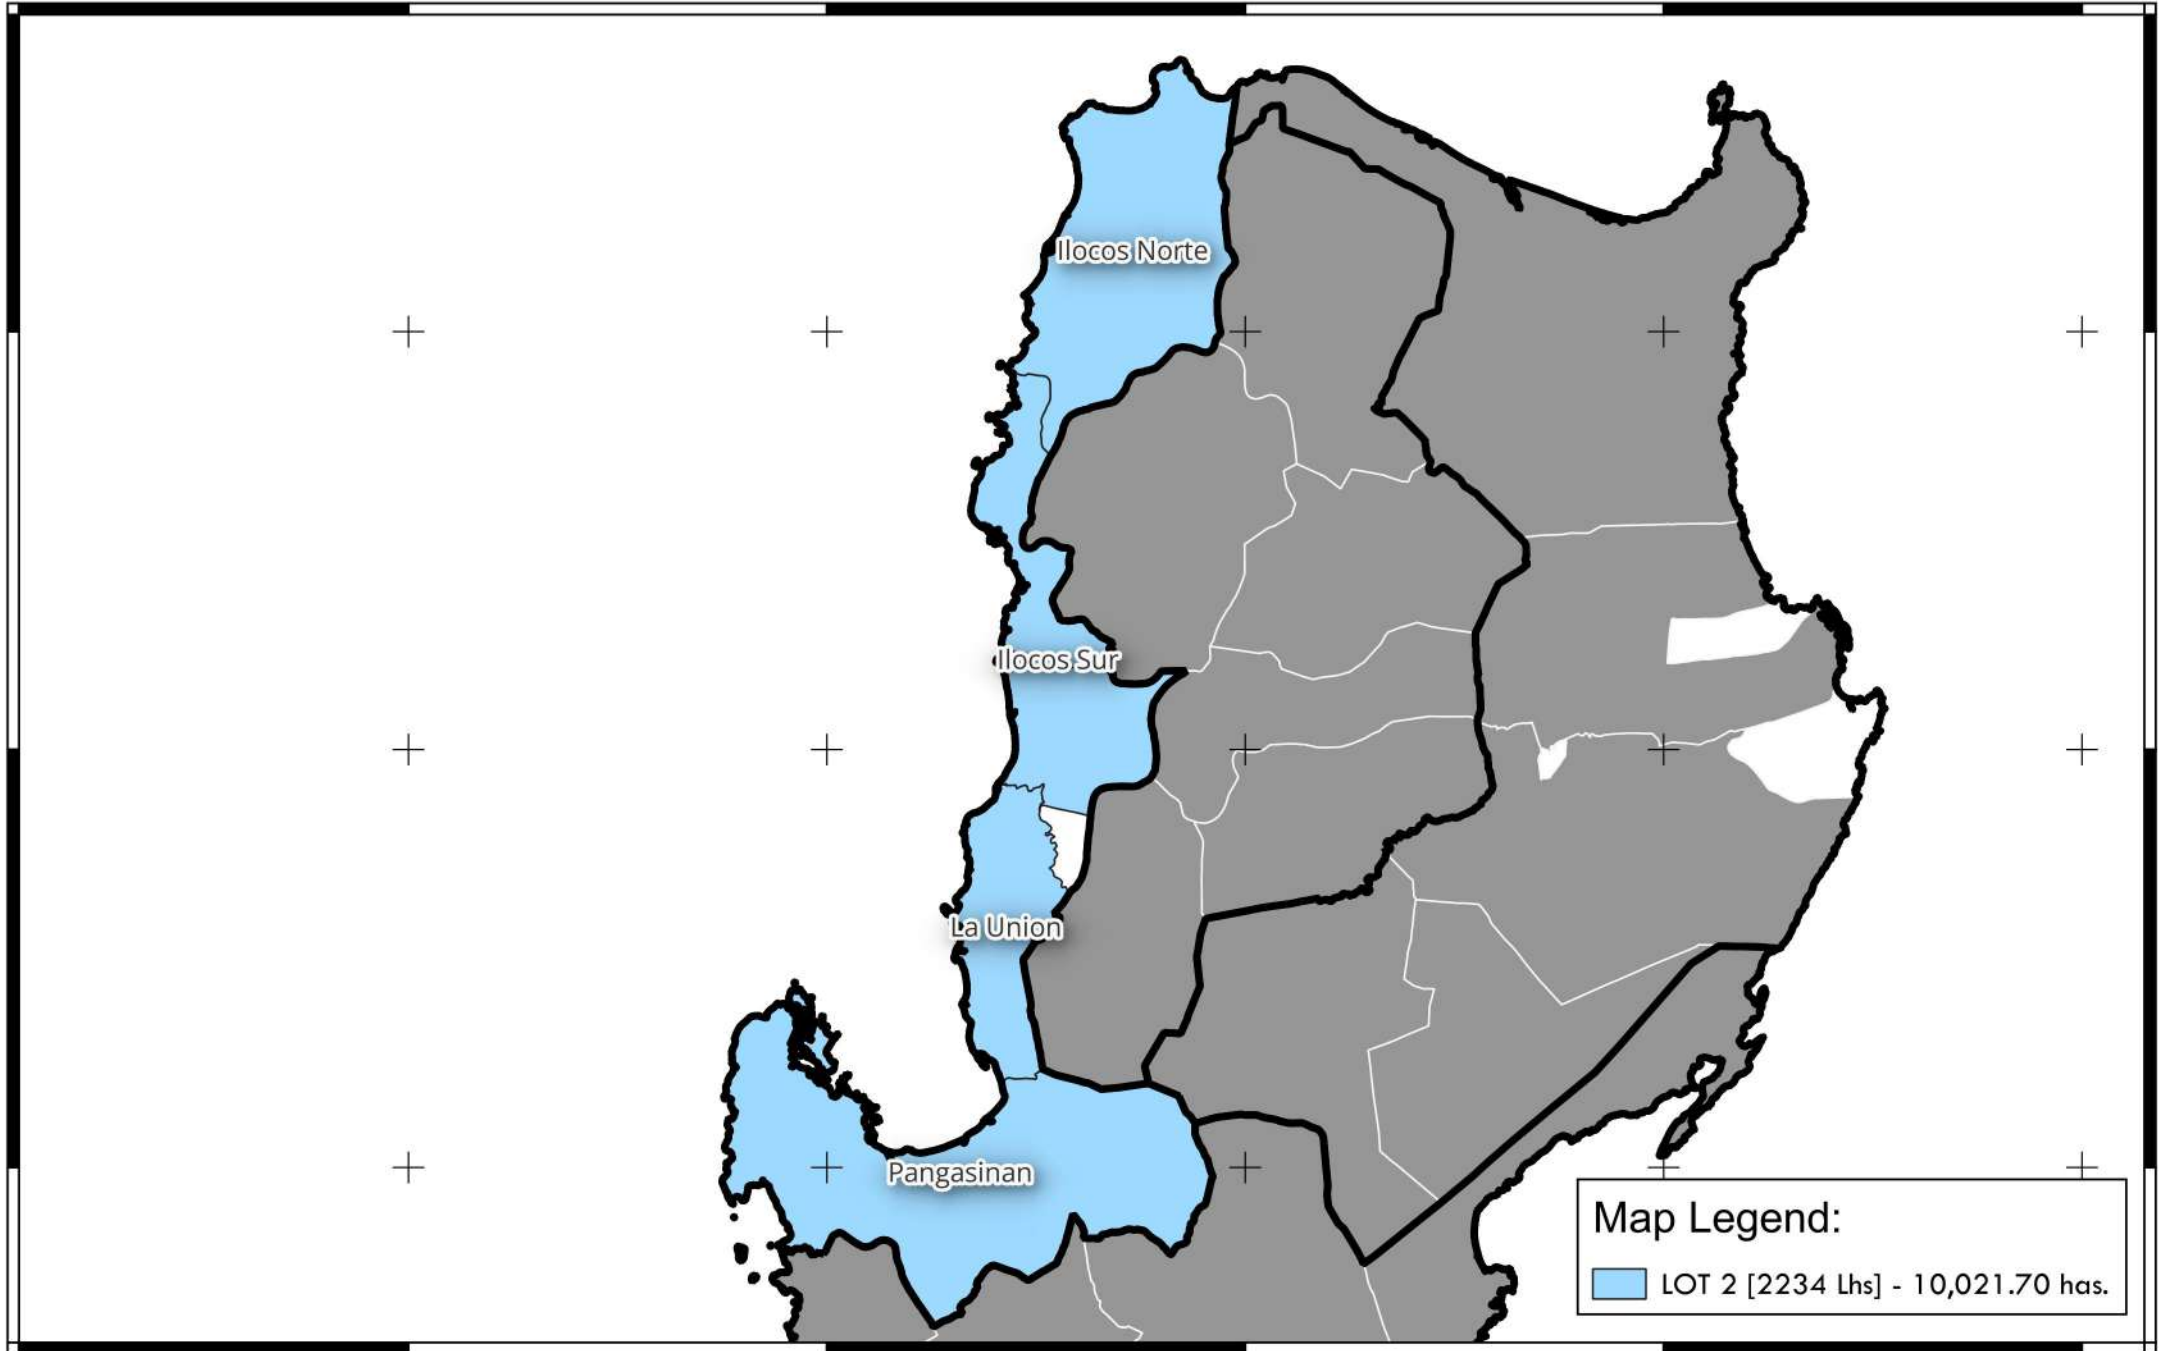 Ilocos Norte
Ilocos Sur
La Union
Pangasinan
Map Legend:
LOT 2 [2234 Lhs] - 10,021.70 has.